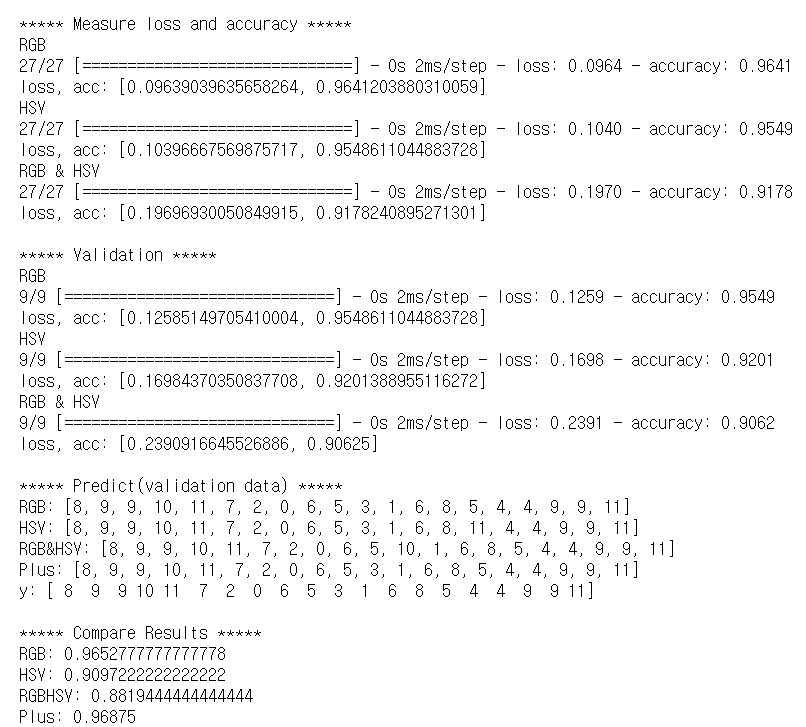 ***** Measure loss and accuracy *****
RGB
27/27 [==============================] - 0s 2ms/step - loss: 0.0964 - accuracy: 0.9641
loss, acc: [0.09639039635658264, 0.9641203880310059]
HSV
27/27 [==============================] - 0s 2ms/step - loss: 0.1040 - accuracy: 0.9549
loss, acc: [0.10396667569875717, 0.9548611044883728]
RGB & HSV
27/27 [==============================] - 0s 2ms/step - loss: 0.1970 - accuracy: 0.9178
loss, acc: [0.19696930050849915, 0.9178240895271301]
***** Validation *****
RGB
9/9 [==============================] - 0s 2ms/step - loss: 0.1259 - accuracy: 0.9549
loss, acc: [0.12585149705410004, 0.9548611044883728]
HSV
9/9 [==============================] - 0s 2ms/step - loss: 0.1698 - accuracy: 0.9201
loss, acc: [0.16984370350837708, 0.9201388955116272]
RGB & HSV
9/9 [==============================] - 0s 2ms/step - loss: 0.2391 - accuracy: 0.9062
loss, acc: [0.2390916645526886, 0.90625]
***** Predict(validation data) *****
RGB: [8, 9, 9, 10, 11, 7, 2, 0, 6, 5, 3, 1, 6, 8, 5, 4, 4, 9, 9, 11]
HSV: [8, 9, 9, 10, 11, 7, 2, 0, 6, 5, 3, 1, 6, 8, 11, 4, 4, 9, 9, 11]
RGB&HSV: [8, 9, 9, 10, 11, 7, 2, 0, 6, 5, 10, 1, 6, 8, 5, 4, 4, 9, 9, 11]
Plus: [8, 9, 9, 10, 11, 7, 2, 0, 6, 5, 3, 1, 6, 8, 5, 4, 4, 9, 9, 11]
y: [ 8  9  9 10 11  7  2  0  6  5  3  1  6  8  5  4  4  9  9 11]
***** Compare Results *****
RGB: 0.9652777777777778
HSV: 0.9097222222222222
RGBHSV: 0.8819444444444444
Plus: 0.96875